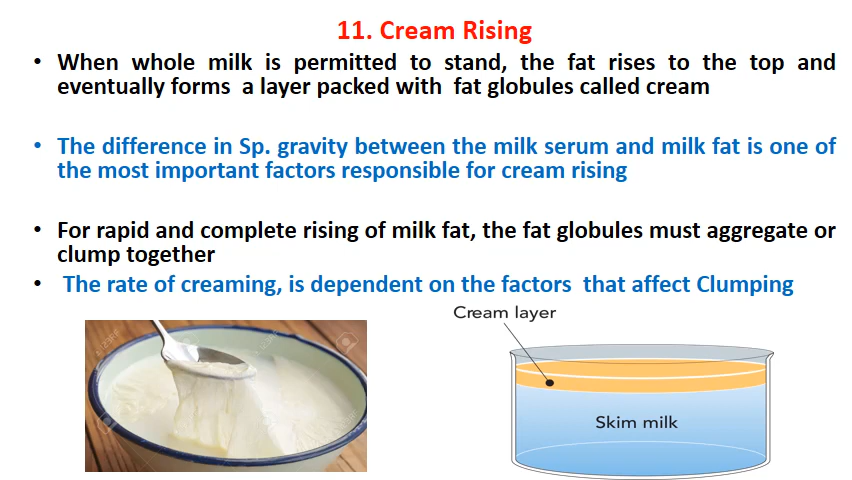 11. Cream Rising
• When whole milk is permitted to stand, the fat rises to the top and
eventually forms a layer packed with fat globules called cream
• The difference in Sp. gravity between the milk serum and milk fat is one of
the most important factors responsible for cream rising
• For rapid and complete rising of milk fat, the fat globules must aggregate or
clump together
• The rate of creaming, is dependent on the factors that affect Clumping
Cream layer
Skim milk